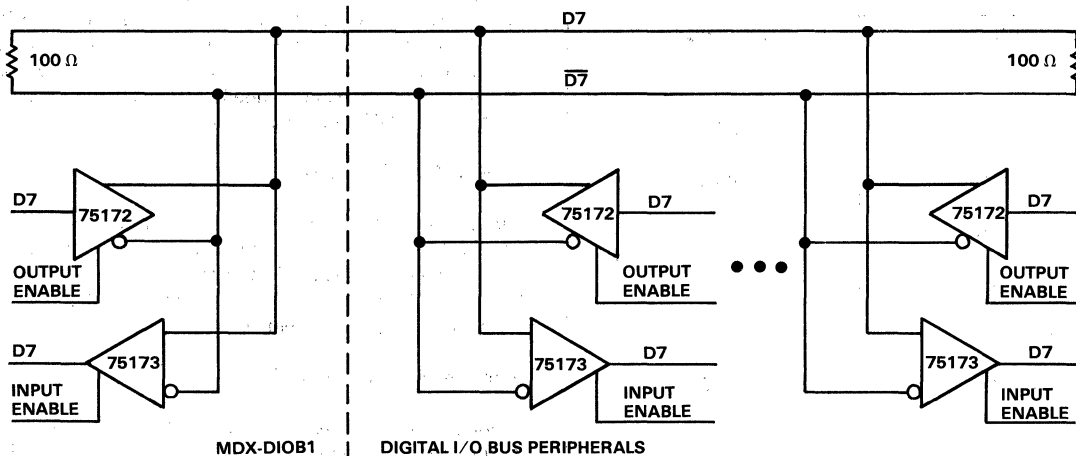 D7
100 Ω
100 Ω
D7
D7
75172
75172
D7
75172
D7
OUTPUT
ENABLE
OUTPUT
ENABLE
OUTPUT
ENABLE
D7
75173
75173
D7
75173
D7
INPUT
ENABLE
INPUT
ENABLE
INPUT
ENABLE
MDX-DIOB1
DIGITAL I/O BUS PERIPHERALS